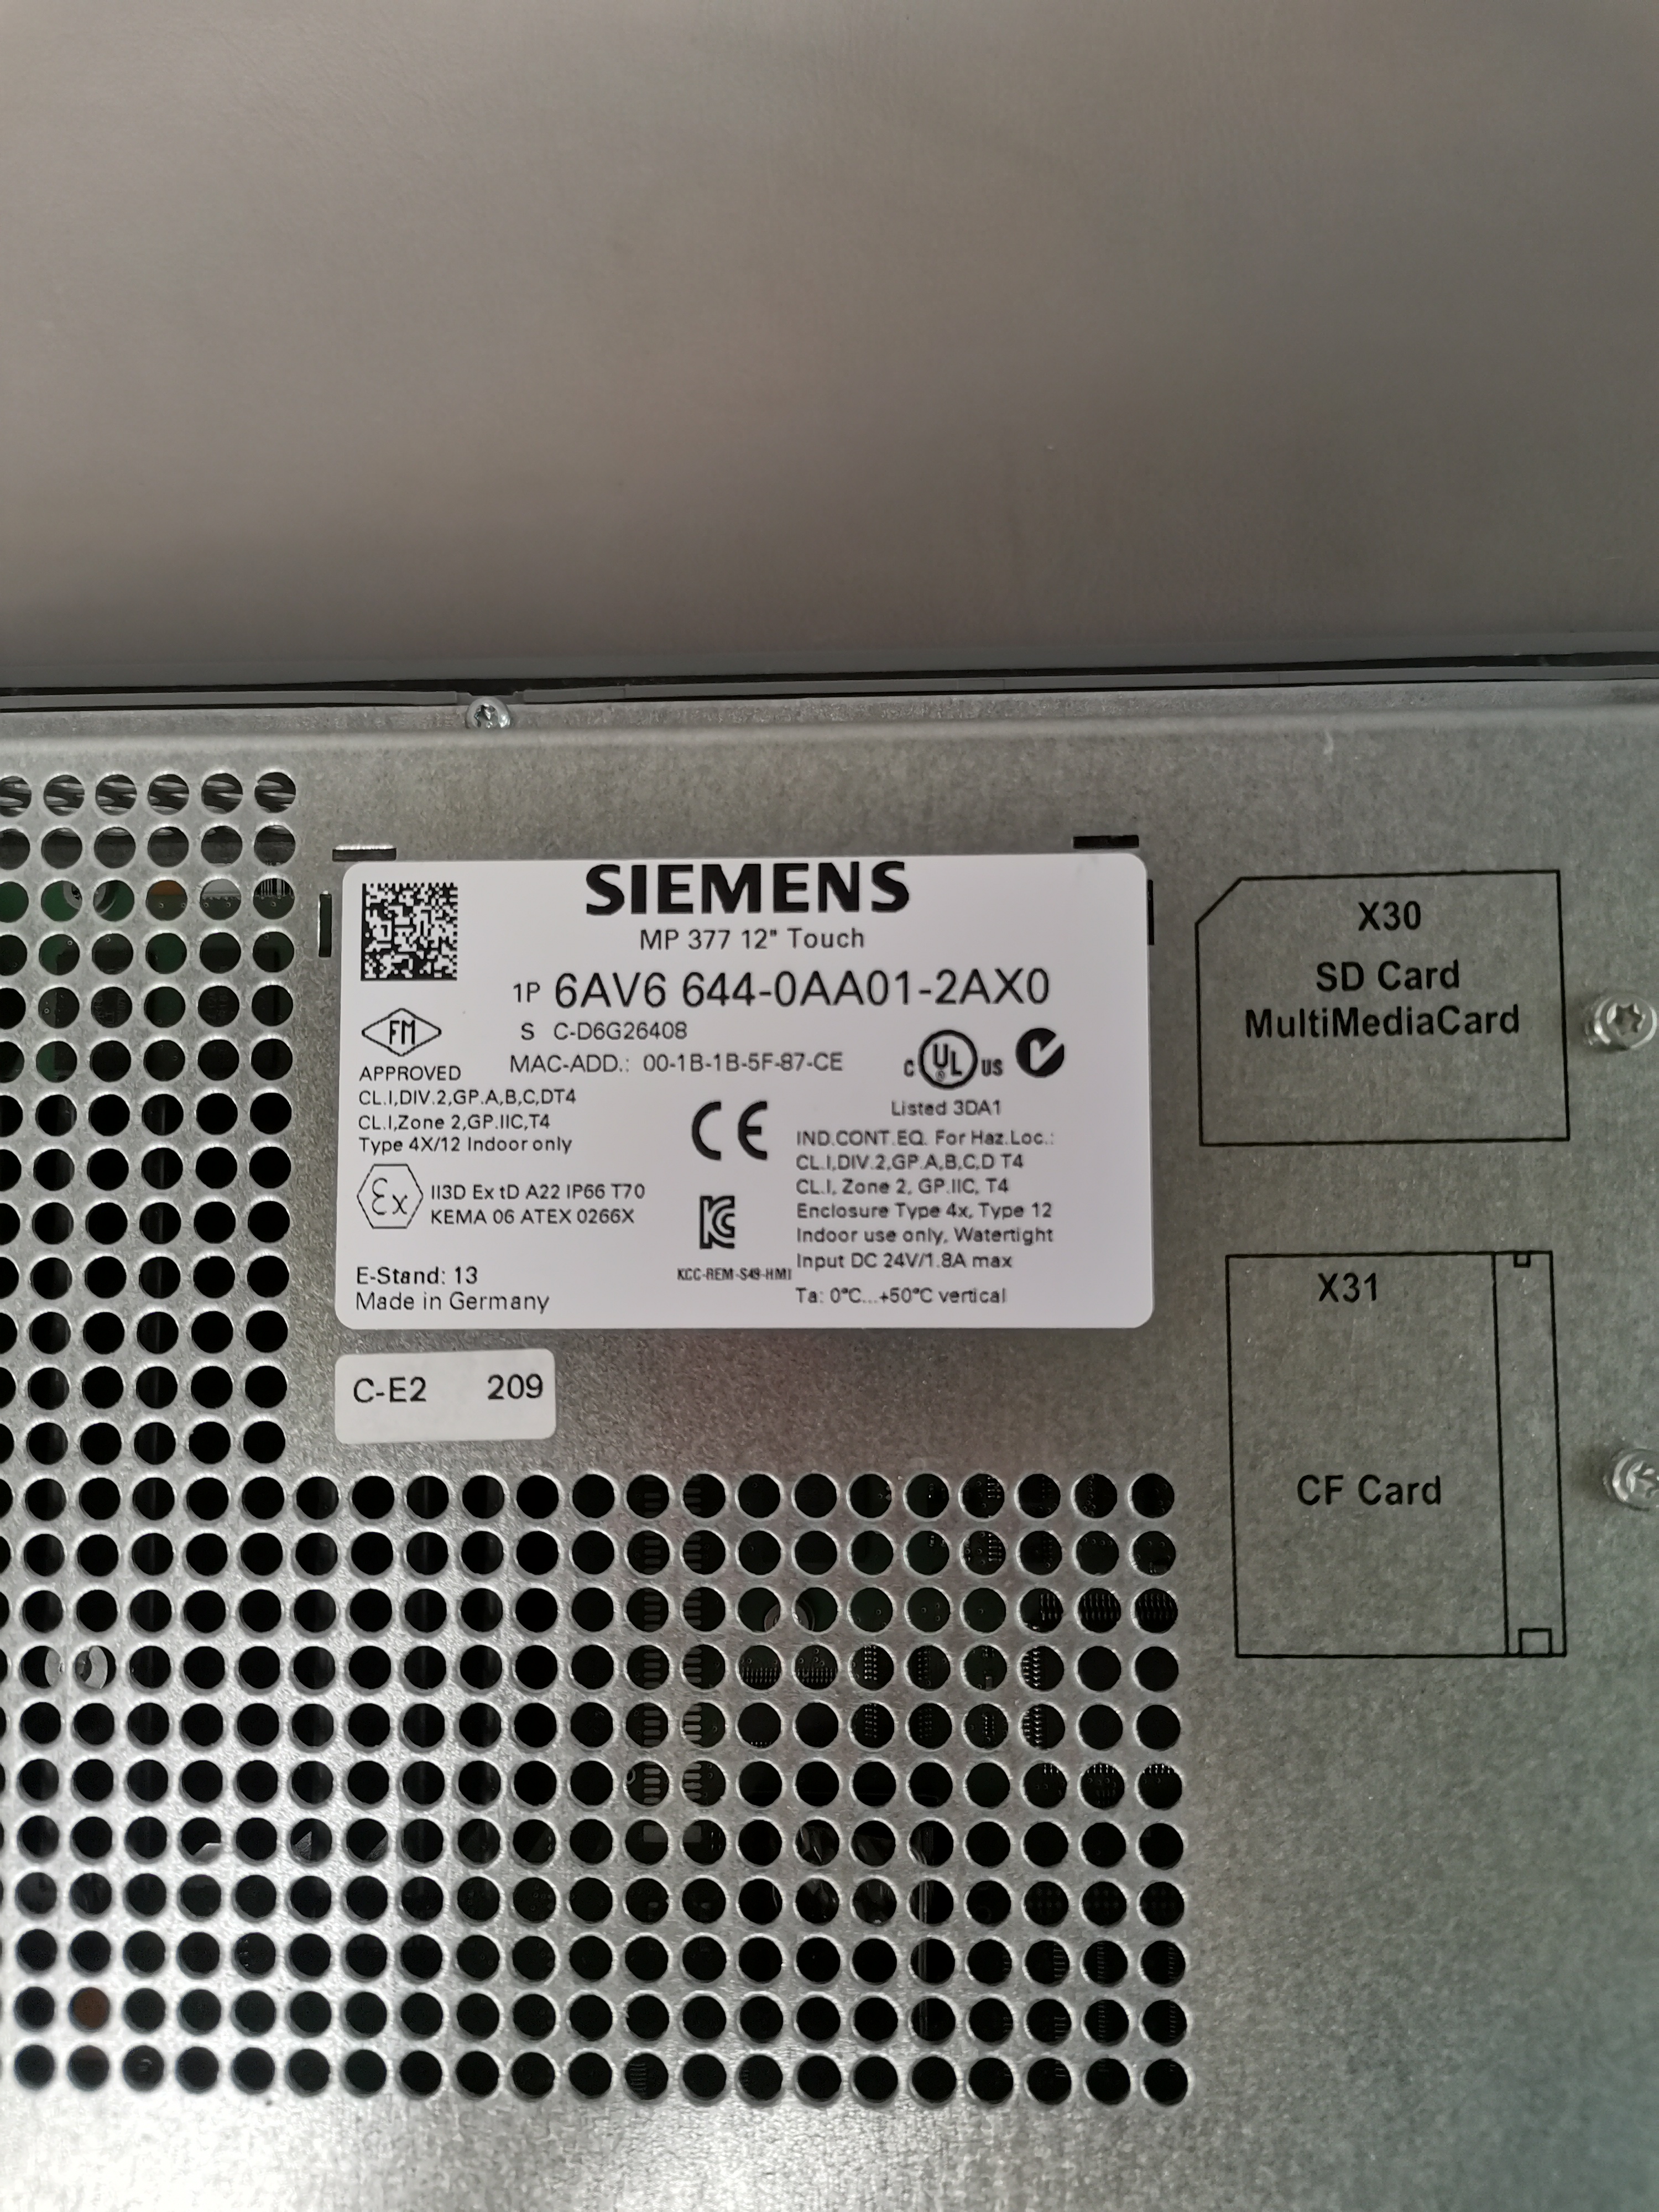 SIEMENS
MP 377 12" Touch
1P 6AV6 644-0AA01-2AX0
S C-D6G26408
MAC-ADD.: 00-1B-1B-5F-87-CE
FM
APPROVED
CL.I,DIV.2,GP.A,B,C,DT4
CL.I,Zone 2,GP.IIC,T4
Type 4X/12 Indoor only
Ex
II3D Ex tD A22 IP66 T70
KEMA 06 ATEX 0266X
E-Stand: 13
Made in Germany
CE
KC
KCC-REM-S49-HMI
c UL ® US
Listed 3DA1
IND.CONT.EQ. For Haz.Loc.:
CL.I,DIV.2,GP.A,B,C,D T4
CL.I, Zone 2, GP.IIC, T4
Enclosure Type 4x, Type 12
Indoor use only, Watertight
Input DC 24V/1.8A max
Ta: 0°C...+50°C vertical
C-E2 209
X30
SD Card
MultiMediaCard
X31
CF Card